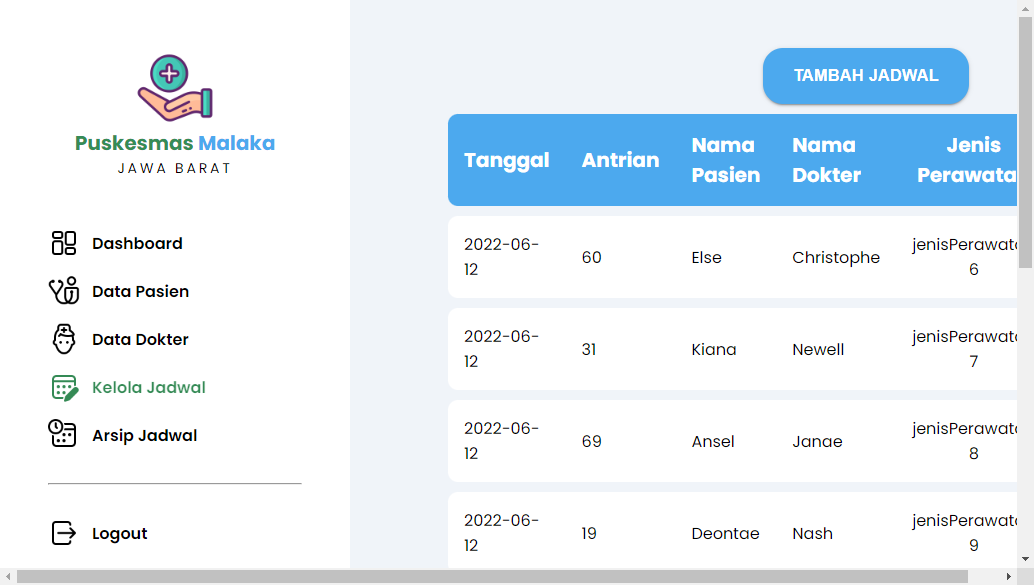 Puskesmas Malaka
JAWA BARAT
Dashboard
Data Pasien
Data Dokter
Kelola Jadwal
Arsip Jadwal
Logout
TAMBAH JADWAL
Tanggal Antrian Nama Pasien Nama Dokter Jenis Perawata
2022-06-12 60 Else Christophe jenisPerawat 6
2022-06-12 31 Kiana Newell jenisPerawat 7
2022-06-12 69 Ansel Janae jenisPerawat 8
2022-06-12 19 Deontae Nash jenisPerawat 9